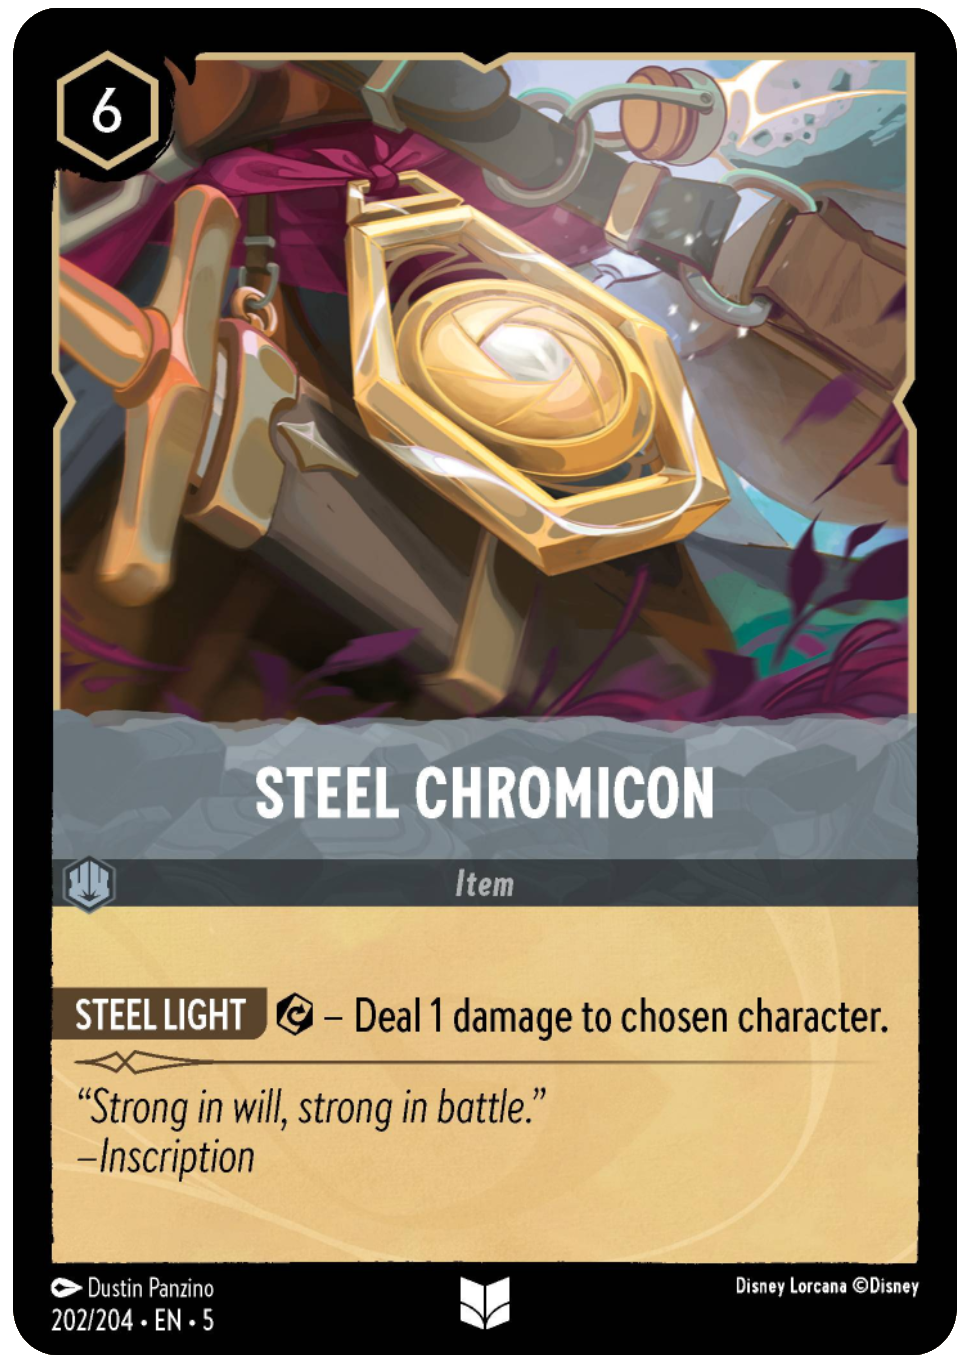 6
STEEL CHROMICON
Item
STEEL LIGHT – Deal 1 damage to chosen character.
“Strong in will, strong in battle.”
–Inscription
Dustin Panzino
Disney Lorcana ©Disney
202/204 • EN • 5